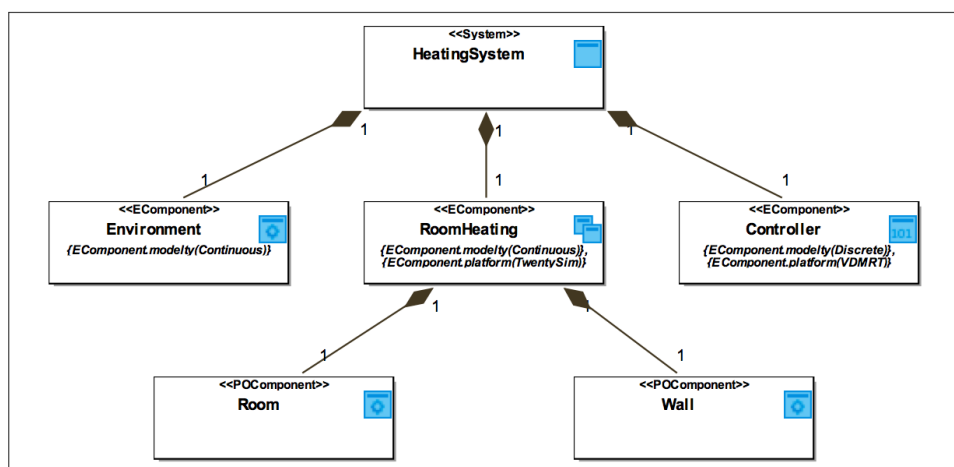 <<System>>
HeatingSystem
1
1
1
1
1
1
<<EComponent>>
Environment
{EComponent.modelty(Continuous)}
<<EComponent>>
RoomHeating
{EComponent.modelty(Continuous)},
{EComponent.platform(TwentySim)}
<<EComponent>>
Controller
101
{EComponent.modelty(Discrete)},
{EComponent.platform(VDMRT)}
1
1
1
1
<<POComponent>>
Room
<<POComponent>>
Wall